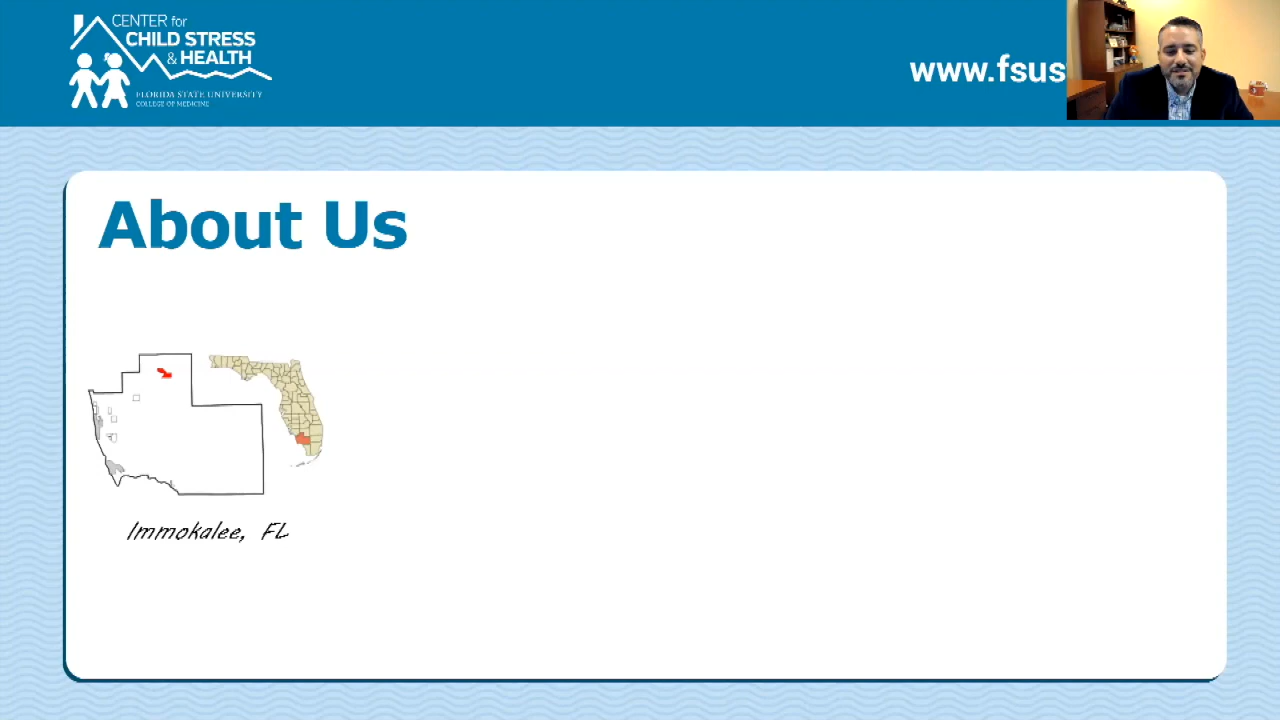 CENTER for
CHILD STRESS
& HEALTH
FLORIDA STATE UNIVERSITY
COLLEGE OF MEDICINE
www.fsus
About Us
Immokalee, FL